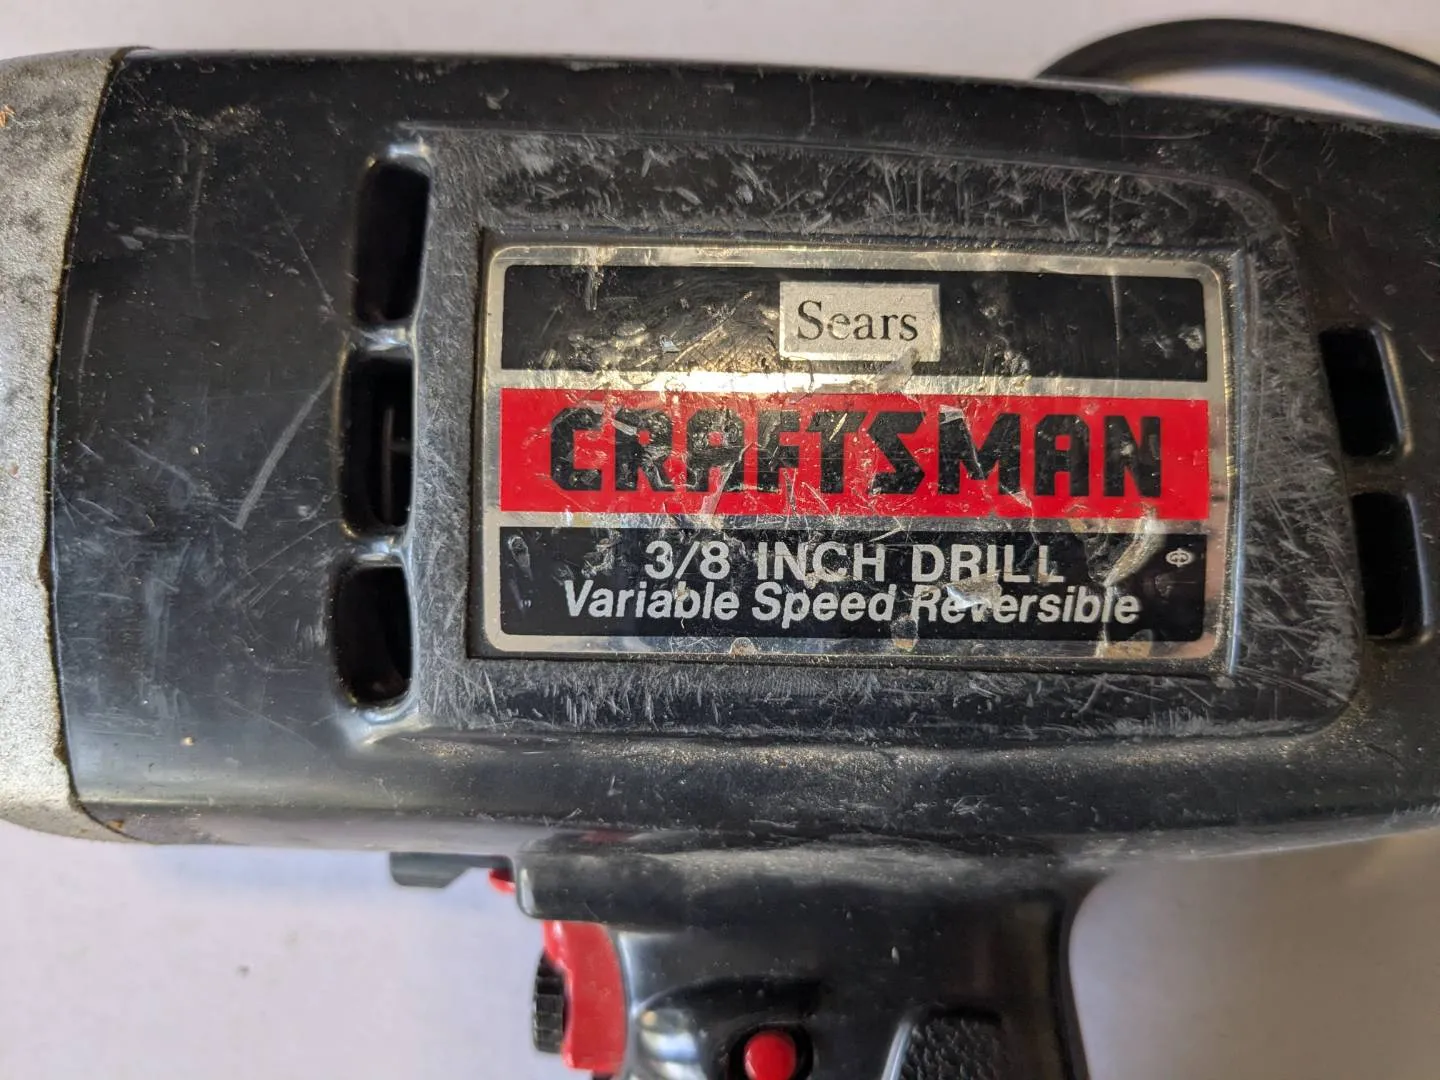 Sears
CRAFTSMAN
3/8 INCH DRILL
Variable Speed Reversible